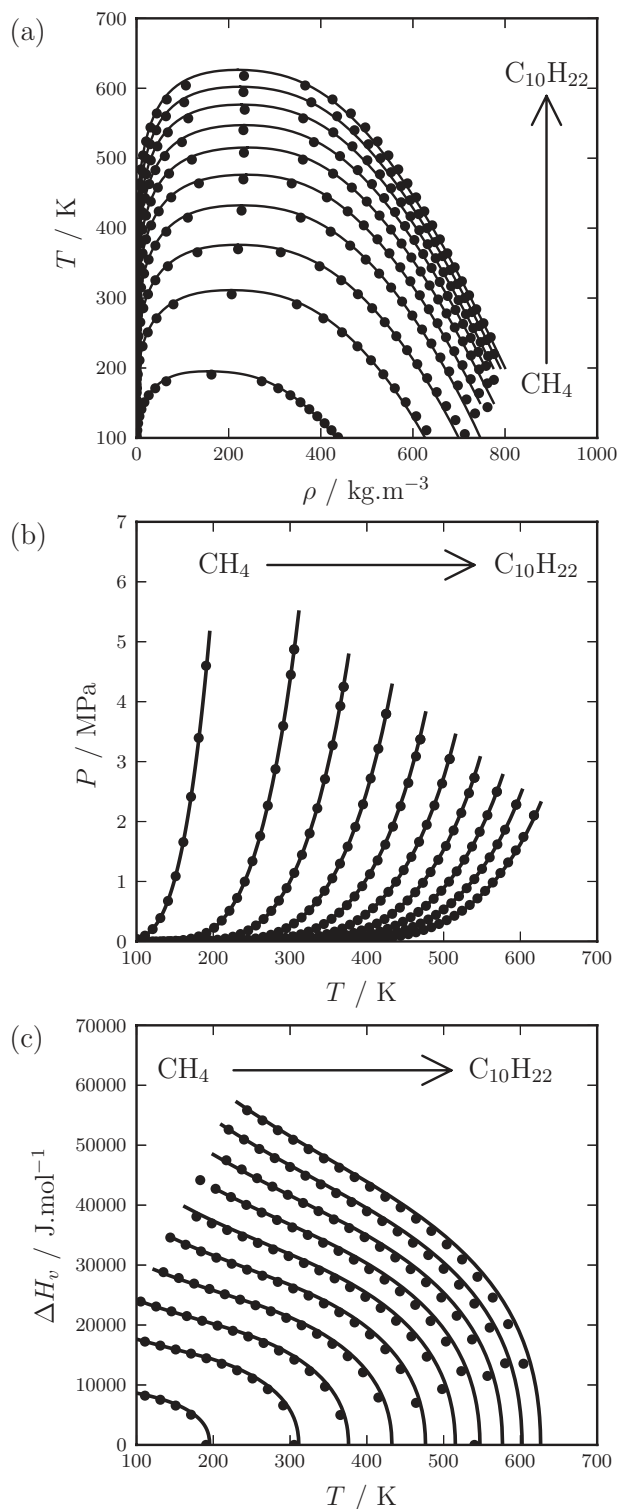 (a)
700
600
500
400
300
200
100
T / K
C₁₀H₂₂
CH₄
0 200 400 600 800 1000
ρ / kg.m⁻³
(b)
7
6
5
4
3
2
1
0
P / MPa
CH₄ C₁₀H₂₂
100 200 300 400 500 600 700
T / K
(c)
70000
60000
50000
40000
30000
20000
10000
0
ΔHᵥ / J.mol⁻¹
CH₄ C₁₀H₂₂
100 200 300 400 500 600 700
T / K